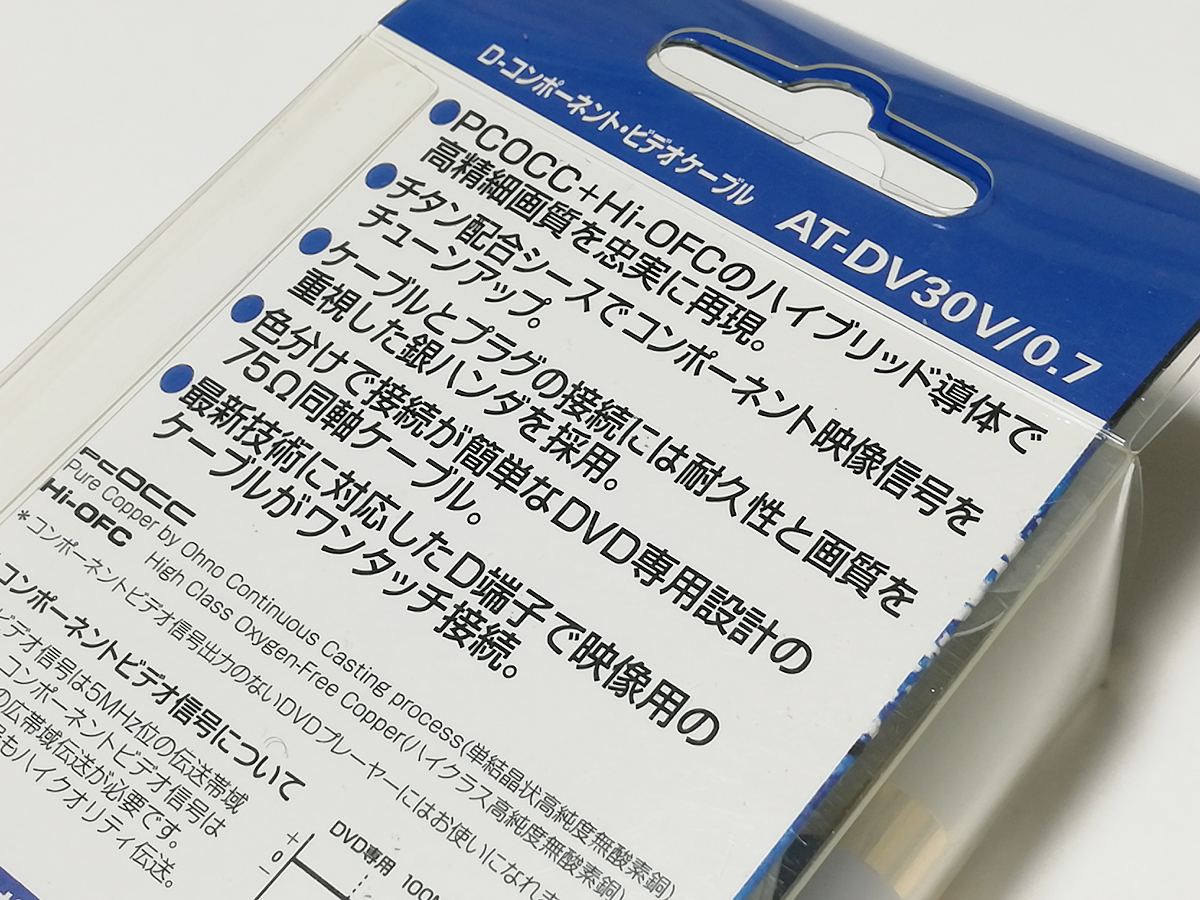 D-コンポーネント・ビデオケーブル AT-DV30V/0.7
●PCOCC+Hi-OFCのハイブリッド導体で
高精細画質を忠実に再現。
●チタン配合シースでコンポーネント映像信号を
チューンアップ。
●ケーブルとプラグの接続には耐久性と画質を
重視した銀ハンダを採用。
●色分けで接続が簡単なDVD専用設計の
75Ω同軸ケーブル。
●最新技術に対応したD端子で映像用の
ケーブルがワンタッチ接続。
PCOCC
Pure Copper by Ohno Continuous Casting process(単結晶状高純度無酸素銅)
Hi-OFC High Class Oxygen-Free Copper(ハイクラス高純度無酸素銅)
*コンポーネントビデオ信号出力のないDVDプレーヤーにはお使いになれま
コンポーネントビデオ信号について
デオ信号は5MHz位の伝送帯域
コンポーネントビデオ信号は
の広帯域伝送が必要です。
もハイクオリティ伝送。
+
0
−
DVD専用
100M